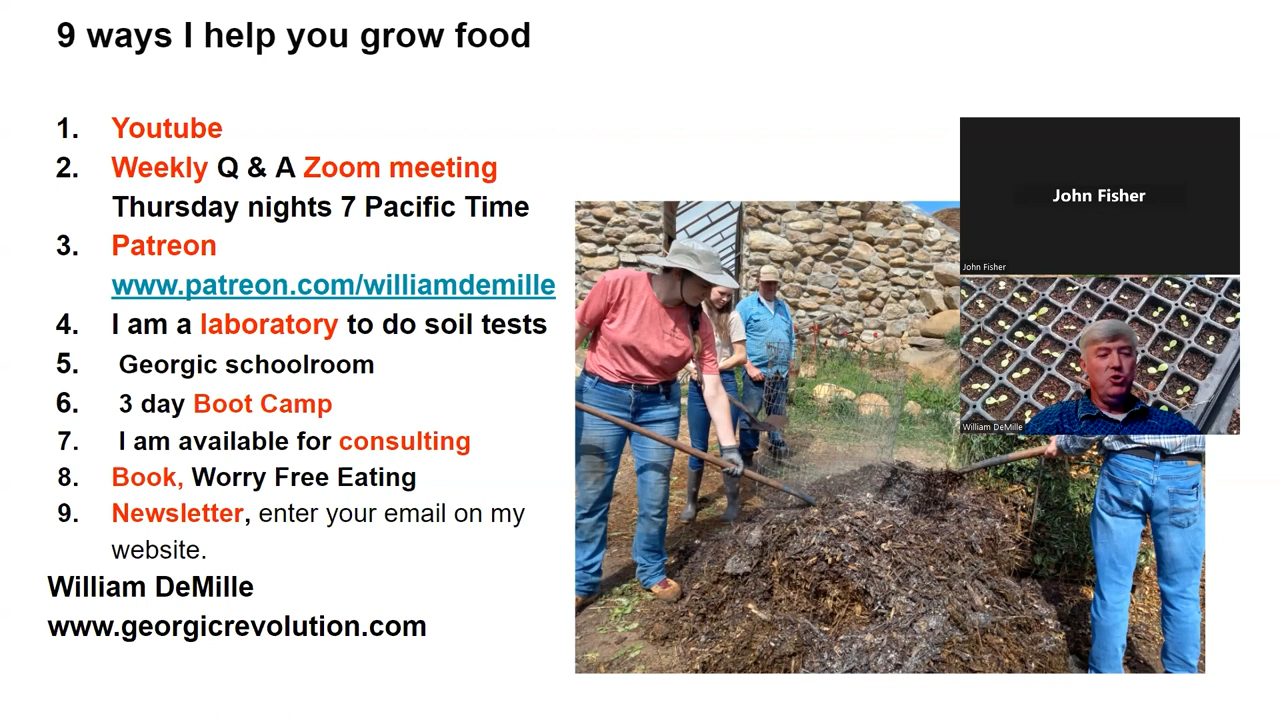 9 ways I help you grow food
1. Youtube
2. Weekly Q & A Zoom meeting
Thursday nights 7 Pacific Time
3. Patreon
www.patreon.com/williamdemille
4. I am a laboratory to do soil tests
5. Georgic schoolroom
6. 3 day Boot Camp
7. I am available for consulting
8. Book, Worry Free Eating
9. Newsletter, enter your email on my
website.
William DeMille
www.georgicrevolution.com
John Fisher
John Fisher
William DeMille